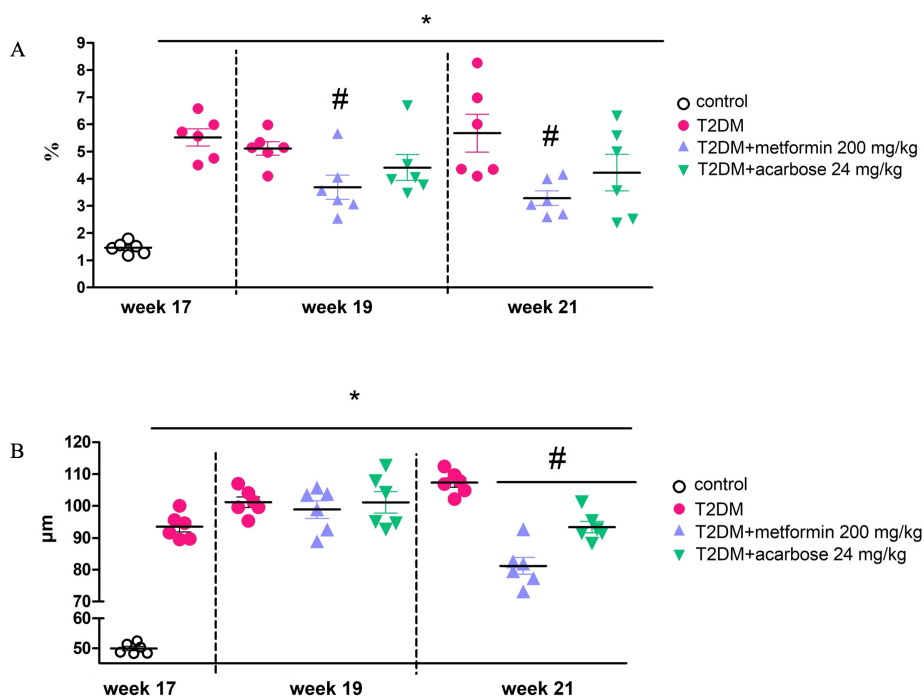 A
*
9
8
7
6
5
4
3
2
1
0
%
#
#
week 17
week 19
week 21
control
T2DM
T2DM+metformin 200 mg/kg
T2DM+acarbose 24 mg/kg
B
*
120
110
100
90
80
70
60
50
µm
#
week 17
week 19
week 21
control
T2DM
T2DM+metformin 200 mg/kg
T2DM+acarbose 24 mg/kg